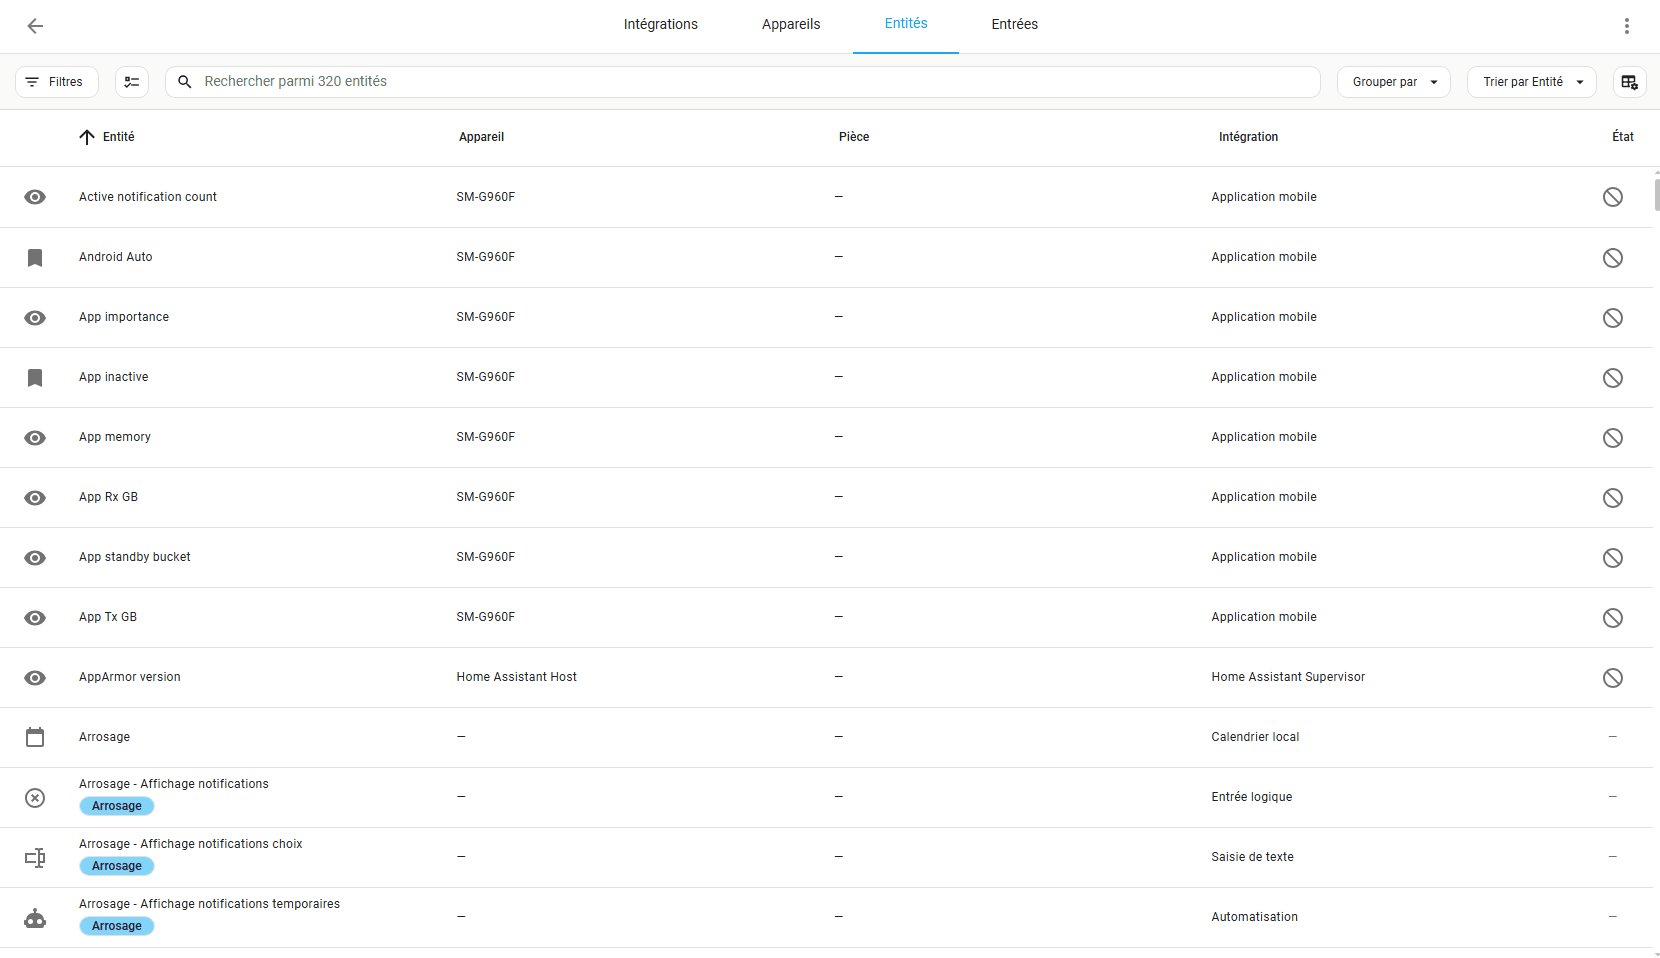 Intégrations Appareils Entités Entrées
Filtres Rechercher parmi 320 entités Grouper par Trier par Entité
Entité Appareil Pièce Intégration État
Active notification count SM-G960F — Application mobile
Android Auto SM-G960F — Application mobile
App importance SM-G960F — Application mobile
App inactive SM-G960F — Application mobile
App memory SM-G960F — Application mobile
App Rx GB SM-G960F — Application mobile
App standby bucket SM-G960F — Application mobile
App Tx GB SM-G960F — Application mobile
AppArmor version Home Assistant Host — Home Assistant Supervisor
Arrosage — — Calendrier local —
Arrosage - Affichage notifications
Arrosage
— — Entrée logique —
Arrosage - Affichage notifications choix
Arrosage
— — Saisie de texte —
Arrosage - Affichage notifications temporaires
Arrosage
— — Automatisation —